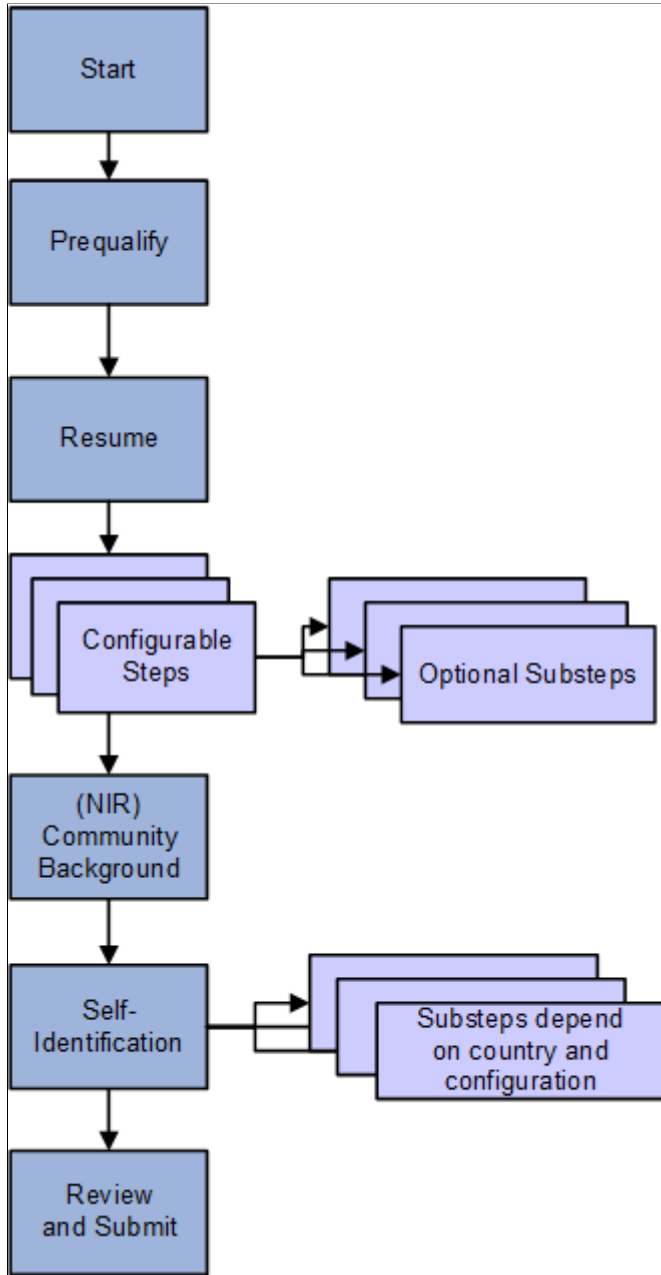 Start
Prequalify
Resume
Configurable
Steps
Optional Substeps
(NIR)
Community
Background
Self-
Identification
Substeps depend
on country and
configuration
Review
and Submit